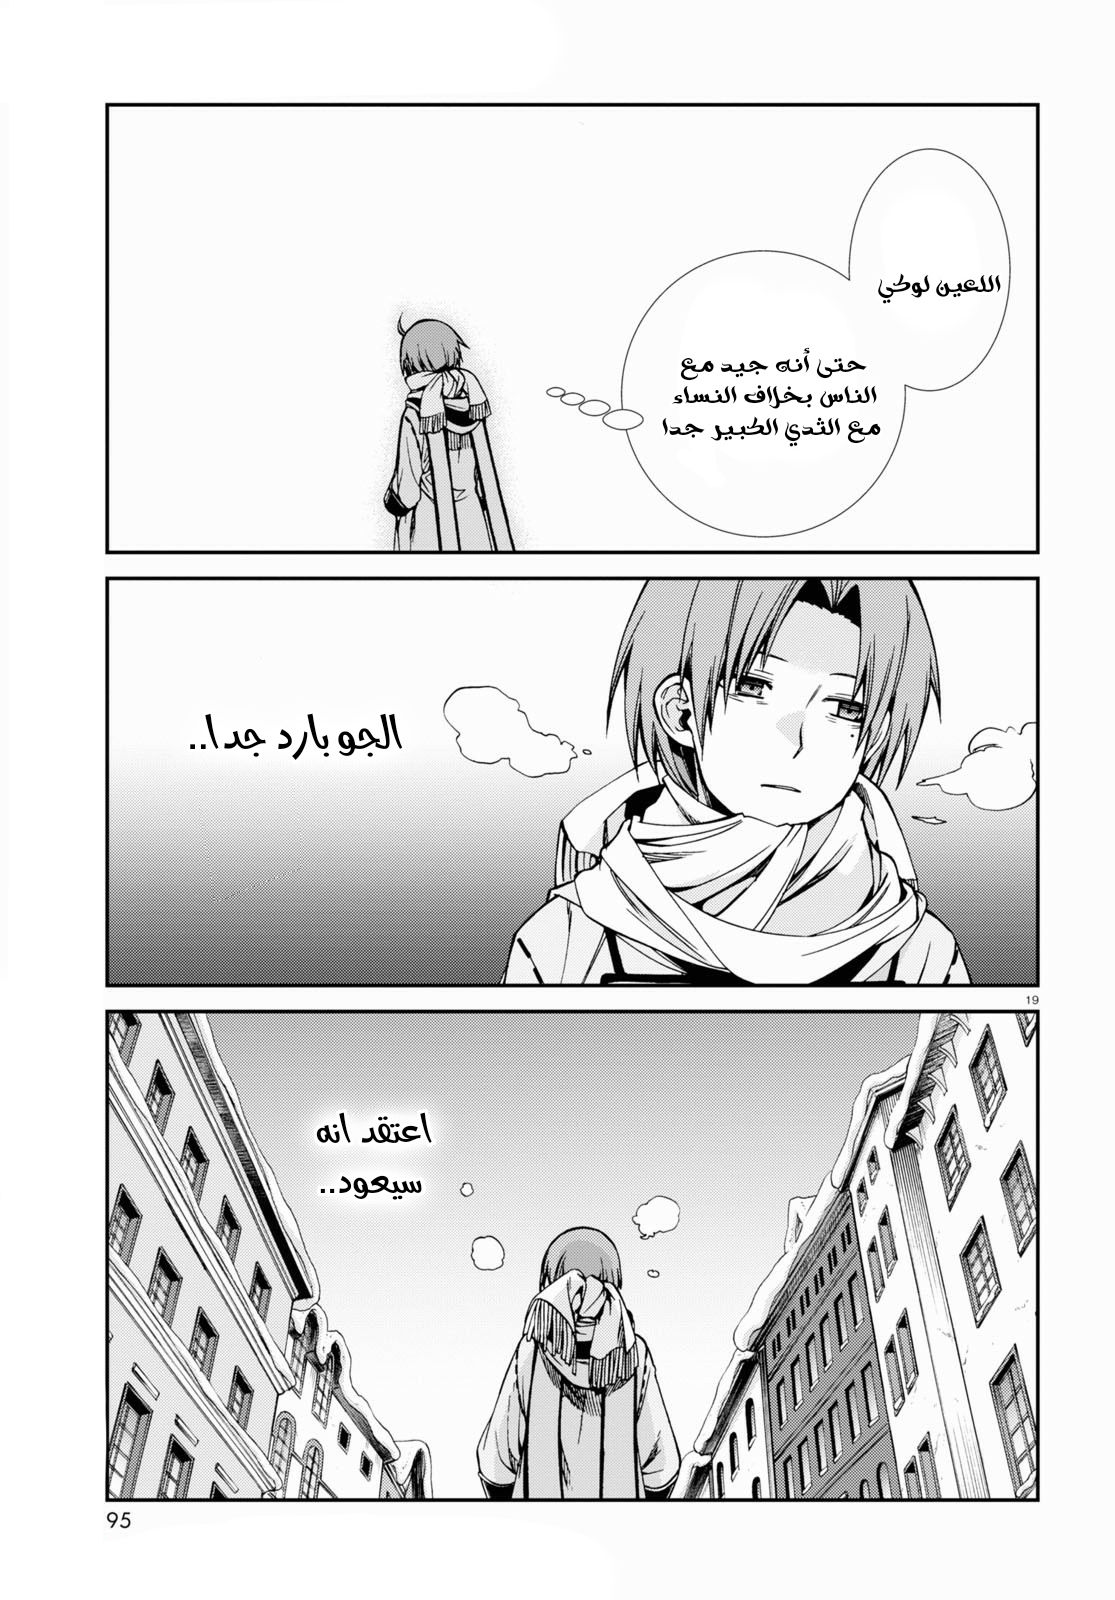 اللعين لوكي
حتى أنه جيد مع
الناس بخلاف النساء
مع الثدي الكبير جدا
الجو بارد جدا..
19
اعتقد انه
سيعود..
95